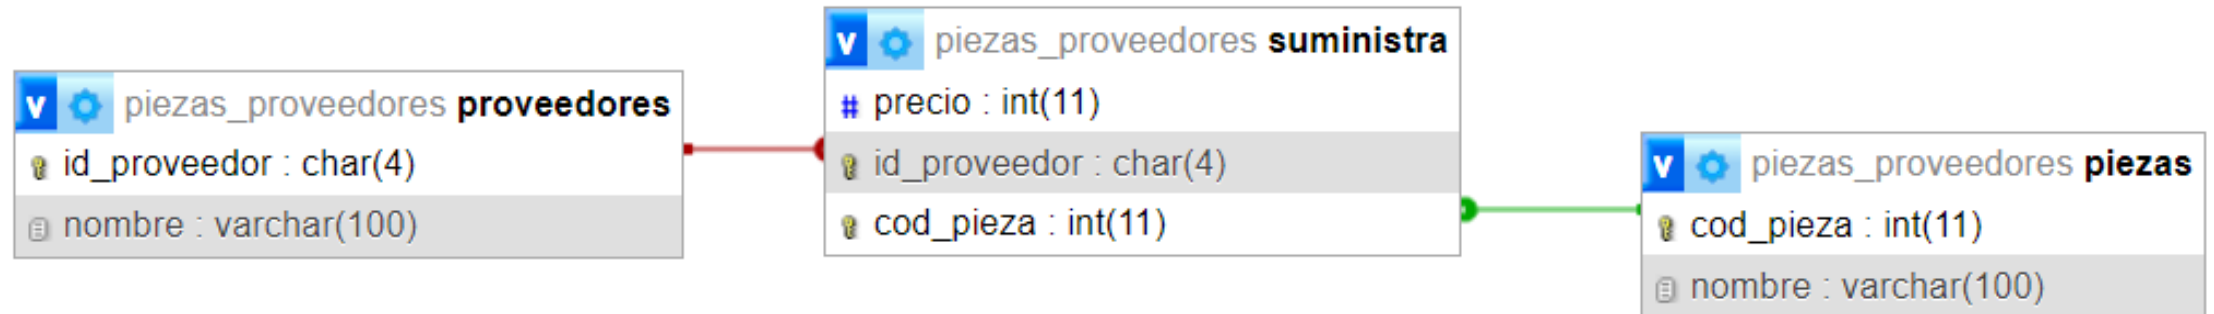 piezas_proveedores proveedores
id_proveedor : char(4)
nombre : varchar(100)
piezas_proveedores suministra
# precio : int(11)
id_proveedor : char(4)
cod_pieza : int(11)
piezas_proveedores piezas
cod_pieza : int(11)
nombre : varchar(100)